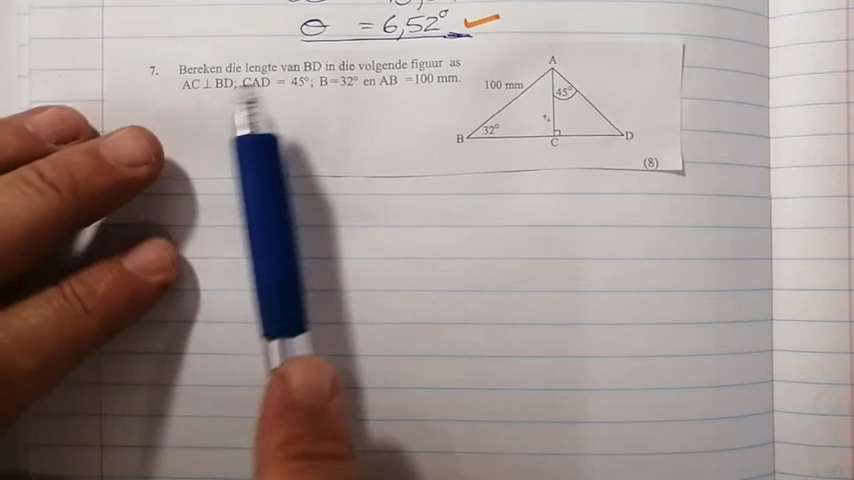 θ = 6,52°
7. Bereken die lengte van BD in die volgende figuur as
AC ⊥ BD; CAD = 45°; B = 32° en AB = 100 mm.
A
100 mm
45°
B
32°
C
D
(8)